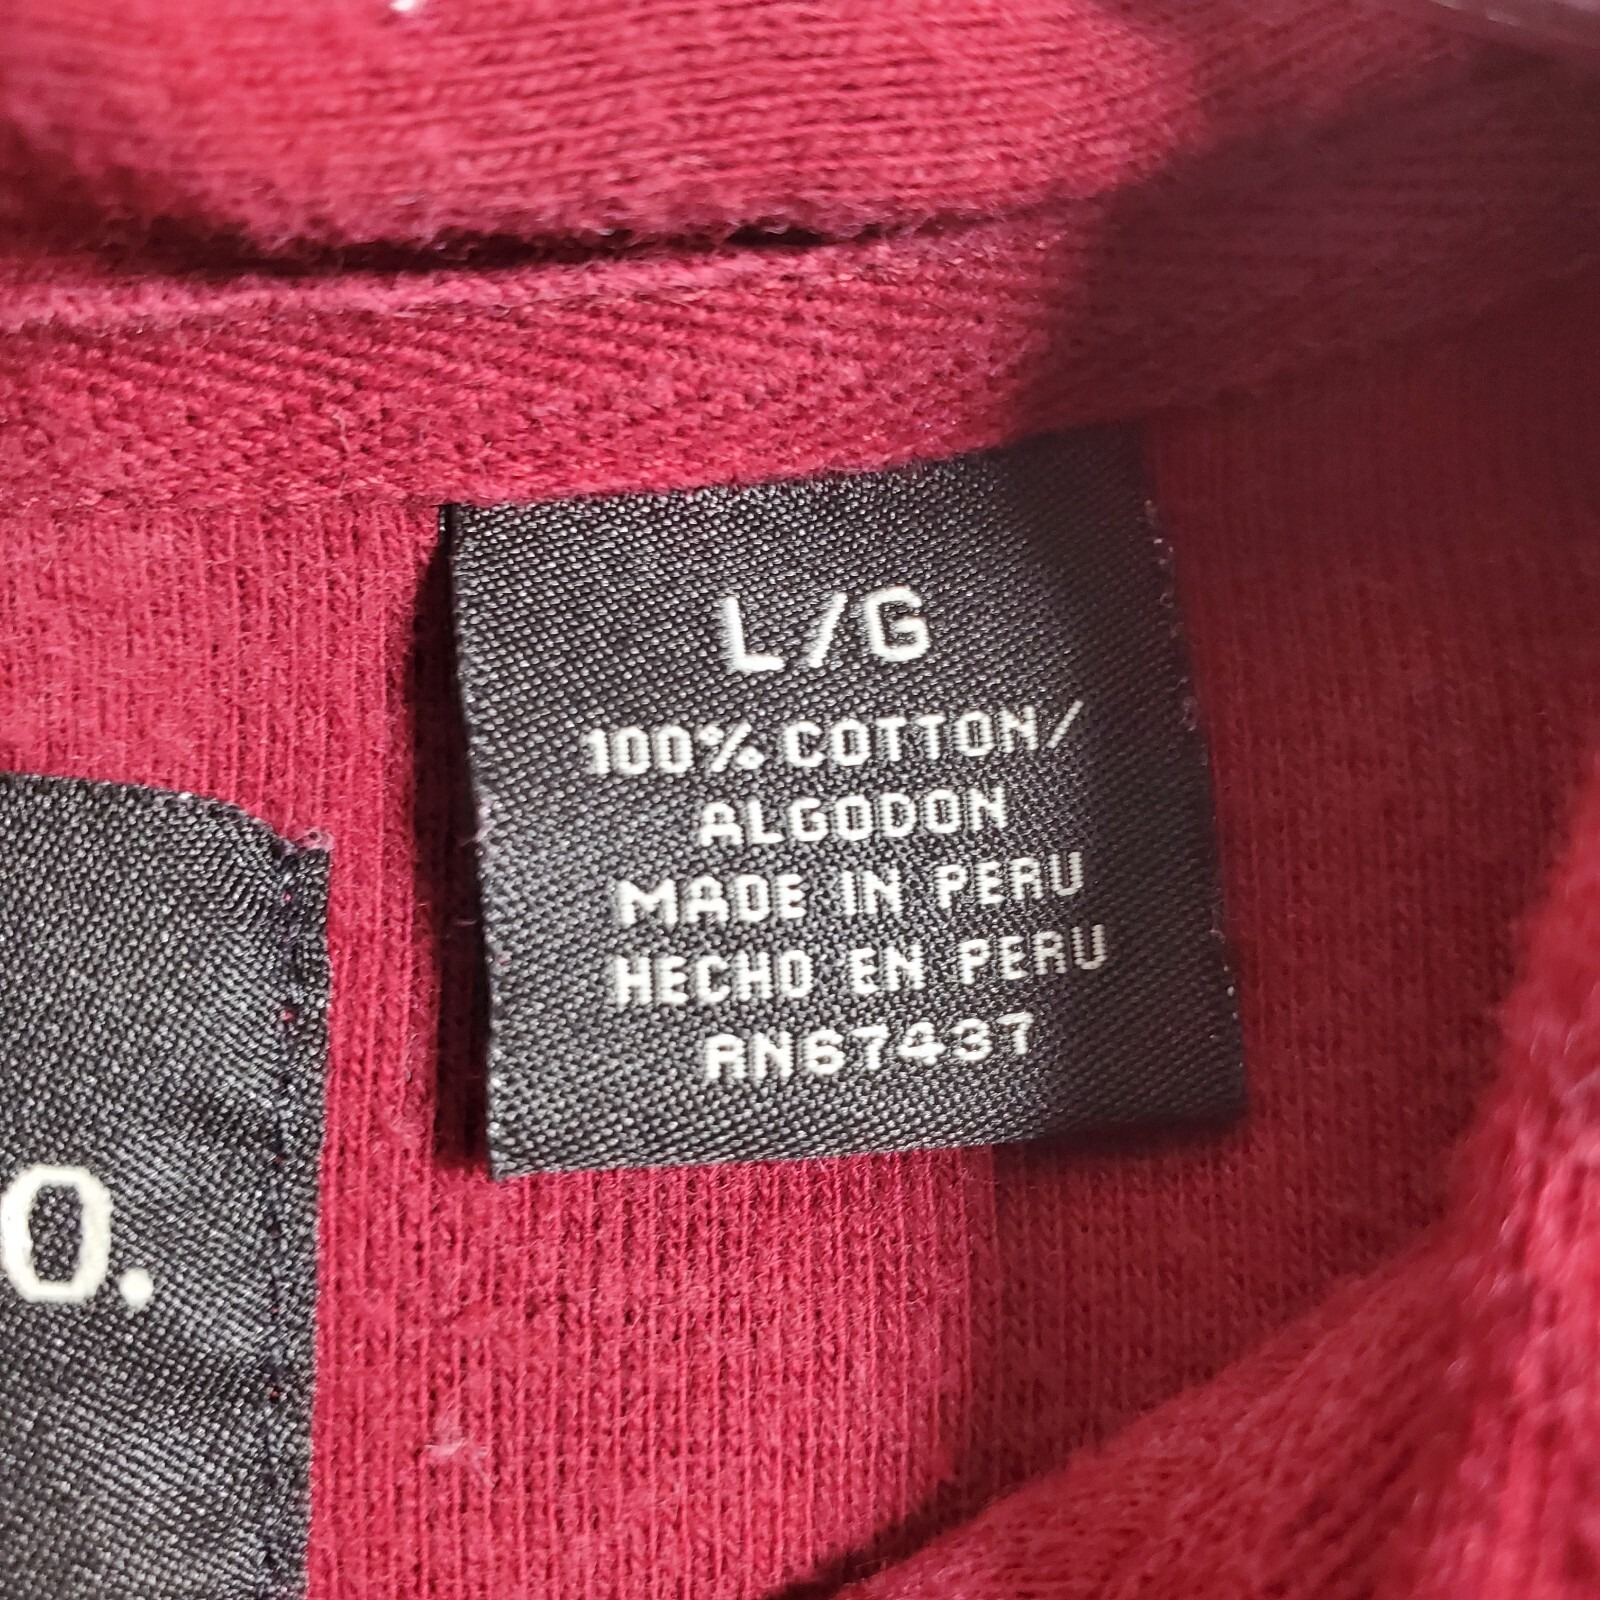 L/G
100% COTTON/
ALGODON
MADE IN PERU
HECHO EN PERU
RN67437
O.